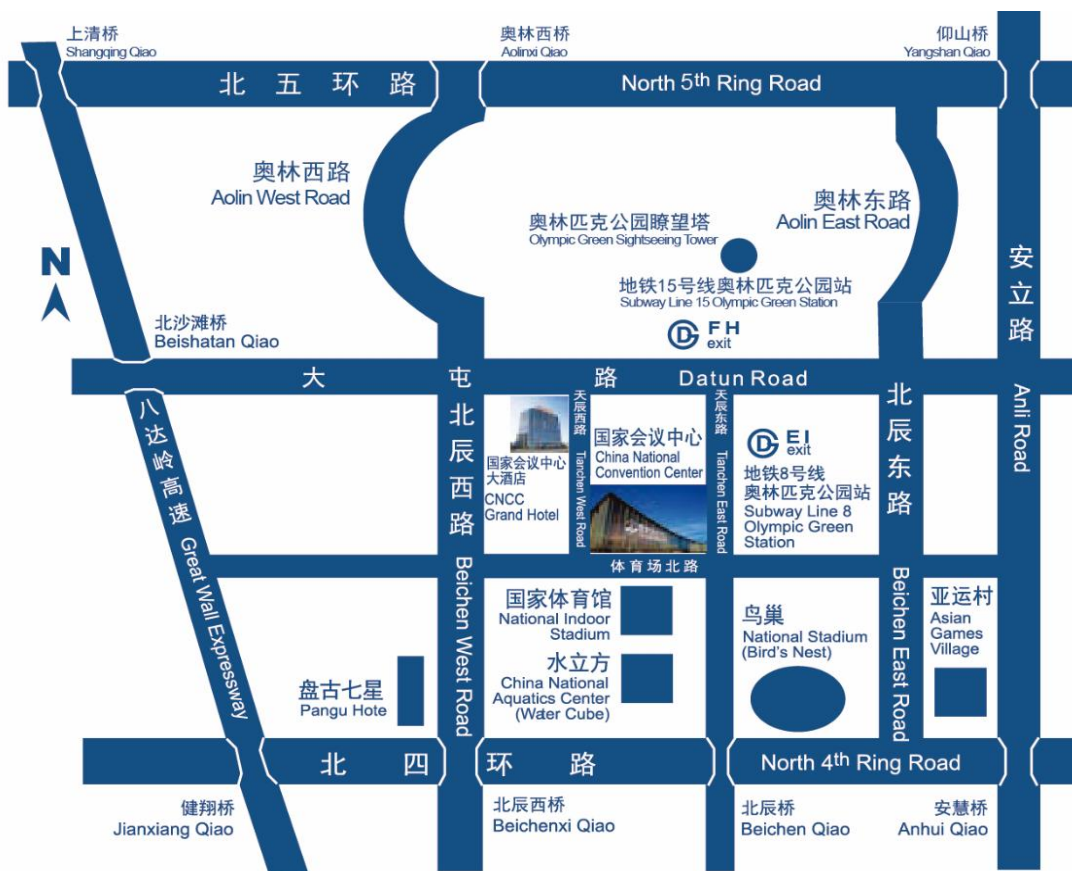 上清桥
Shangqing Qiao
奥林西桥
Aolinxi Qiao
仰山桥
Yangshan Qiao
北五环路
North 5th Ring Road
奥林西路
Aolin West Road
奥林东路
Aolin East Road
奥林匹克公园瞭望塔
Olympic Green Sightseeing Tower
地铁15号线奥林匹克公园站
Subway Line 15 Olympic Green Station
N
安立路
Anli Road
北沙滩桥
Beishatan Qiao
FH
exit
大屯路
Datun Road
八达岭高速
Great Wall Expressway
北辰西路
Beichen West Road
国家会议中心
大酒店
CNCC
Grand Hotel
天辰西路
Tianchen West Road
国家会议中心
China National
Convention Center
天辰东路
Tianchen East Road
EI
exit
地铁8号线
奥林匹克公园站
Subway Line 8
Olympic Green
Station
北辰东路
Beichen East Road
体育场北路
国家体育馆
National Indoor
Stadium
水立方
China National
Aquatics Center
(Water Cube)
鸟巢
National Stadium
(Bird's Nest)
亚运村
Asian
Games
Village
盘古七星
Pangu Hote
北四环路
North 4th Ring Road
健翔桥
Jianxiang Qiao
北辰西桥
Beichenxi Qiao
北辰桥
Beichen Qiao
安慧桥
Anhui Qiao